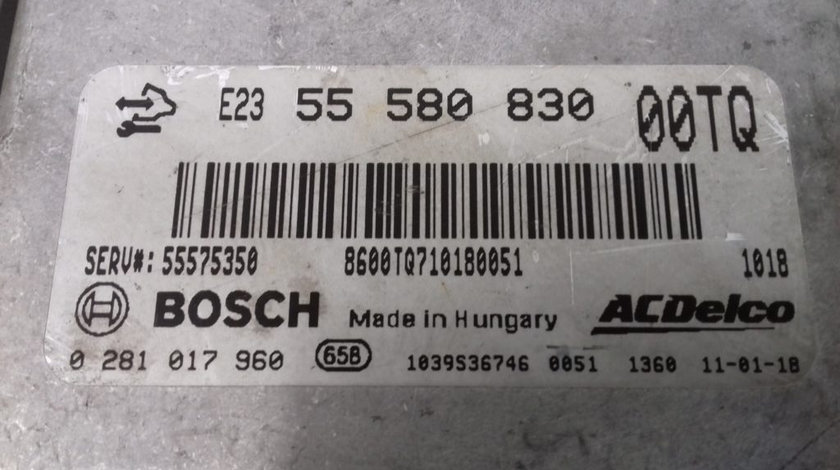 E23 55 580 830 00TQ
SERV#: 55575350 8600TQ710180051 1018
BOSCH Made in Hungary ACDelco
0 281 017 960 658 1039S36746 0051 1360 11-01-18